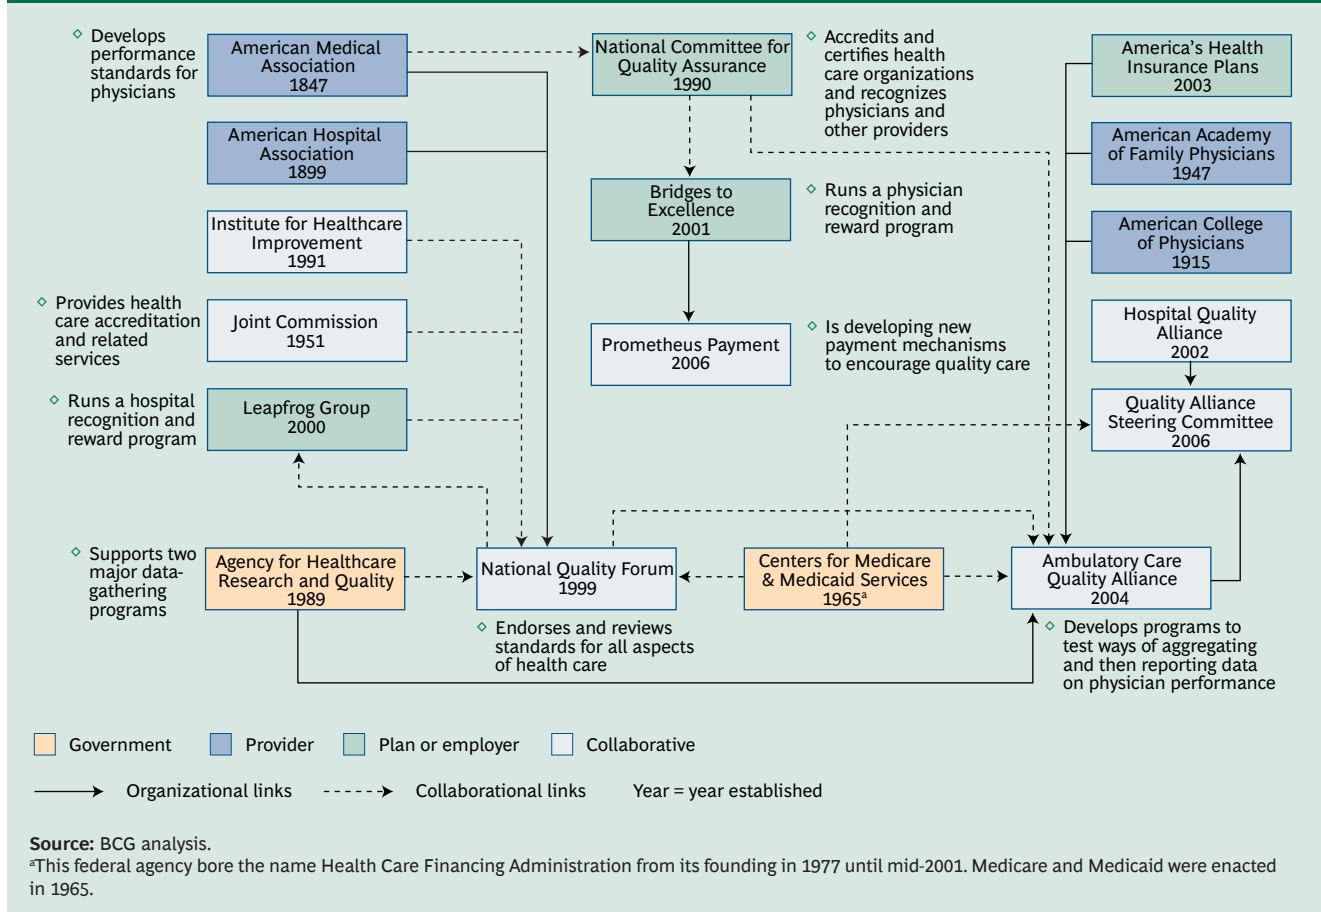 Develops
performance
standards for
physicians
American Medical
Association
1847
National Committee for
Quality Assurance
1990
Accredits and
certifies health
care organizations
and recognizes
physicians and
other providers
America’s Health
Insurance Plans
2003
American Hospital
Association
1899
American Academy
of Family Physicians
1947
Bridges to
Excellence
2001
Runs a physician
recognition and
reward program
Institute for Healthcare
Improvement
1991
American College
of Physicians
1915
Provides health
care accreditation
and related
services
Joint Commission
1951
Prometheus Payment
2006
Is developing new
payment mechanisms
to encourage quality care
Hospital Quality
Alliance
2002
Runs a hospital
recognition and
reward program
Leapfrog Group
2000
Quality Alliance
Steering Committee
2006
Supports two
major data-
gathering
programs
Agency for Healthcare
Research and Quality
1989
National Quality Forum
1999
Centers for Medicare
& Medicaid Services
1965ᵃ
Ambulatory Care
Quality Alliance
2004
Endorses and reviews
standards for all aspects
of health care
Develops programs to
test ways of aggregating
and then reporting data
on physician performance
Government
Provider
Plan or employer
Collaborative
Organizational links
Collaborational links
Year = year established
Source: BCG analysis.
ᵃThis federal agency bore the name Health Care Financing Administration from its founding in 1977 until mid-2001. Medicare and Medicaid were enacted
in 1965.